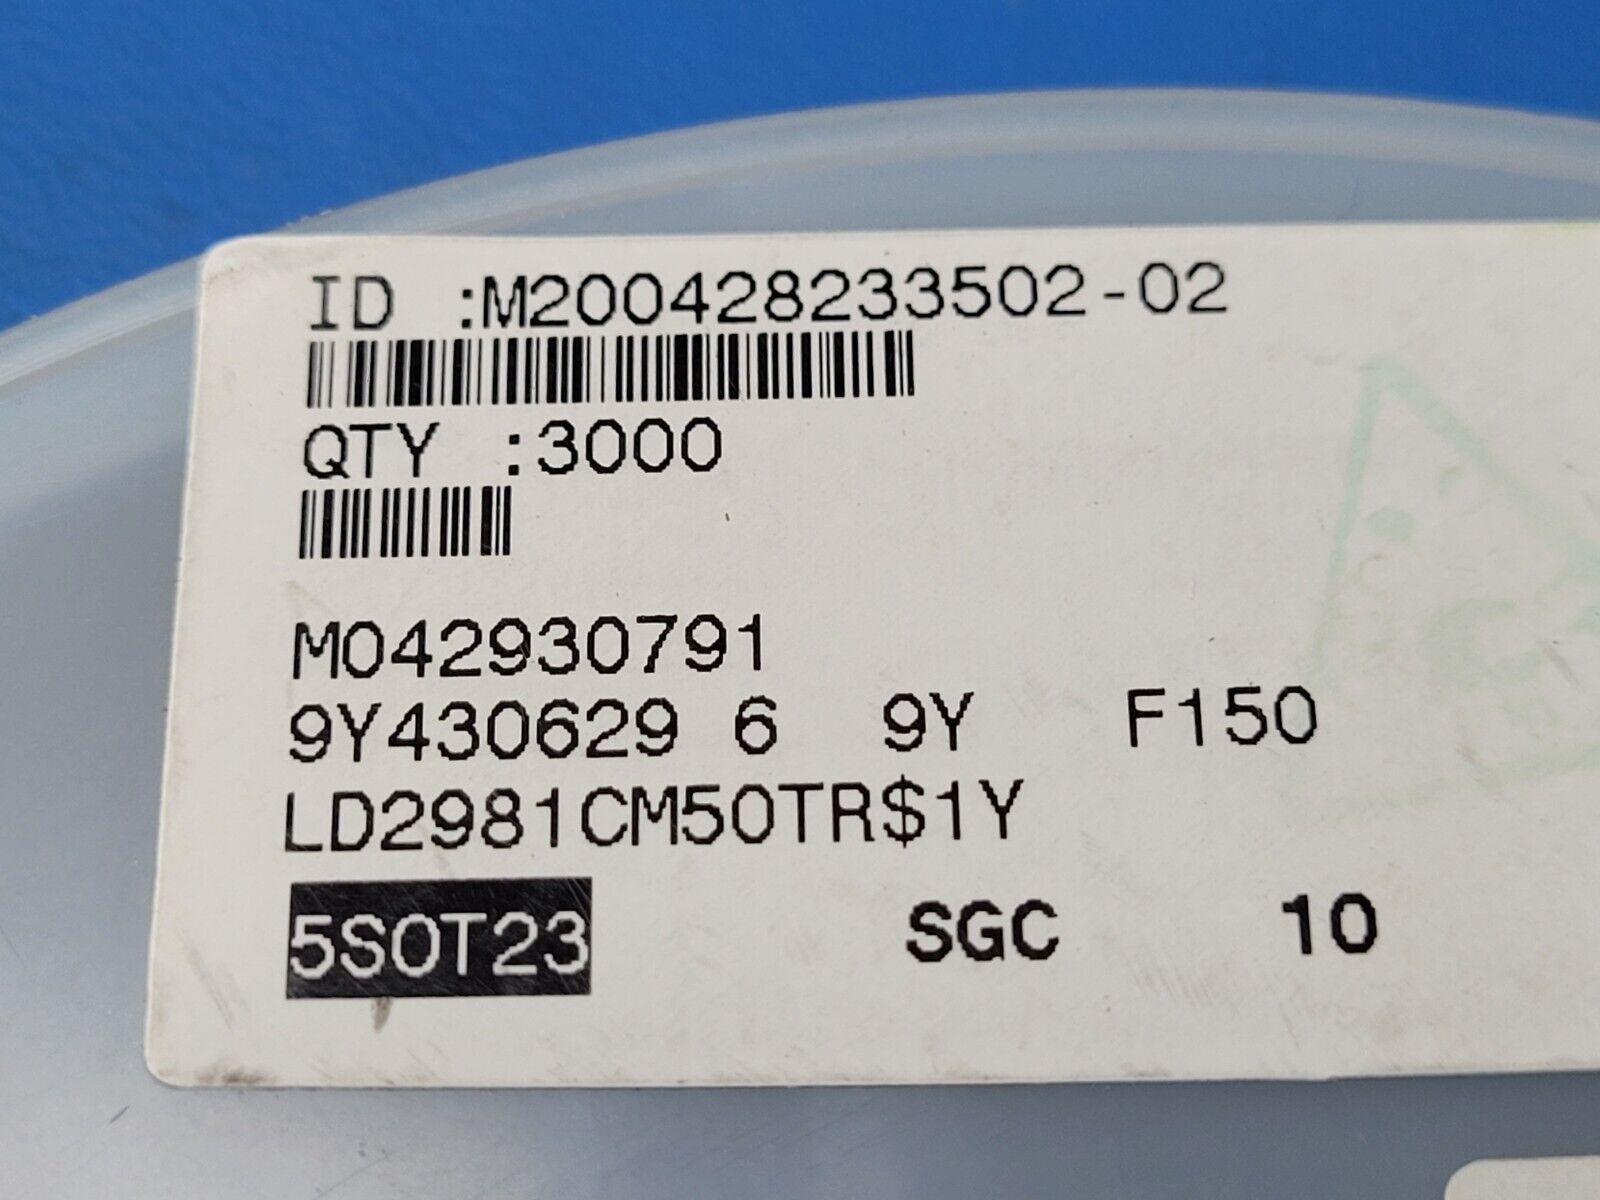 ID :M200428233502-02
QTY :3000
M042930791
9Y430629 6 9Y F150
LD2981CM50TR$1Y
5SOT23 SGC 10